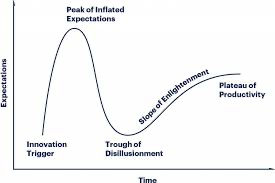 Peak of Inflated
Expectations
Expectations
Slope of Enlightenment
Plateau of
Productivity
Innovation
Trigger
Trough of
Disillusionment
Time